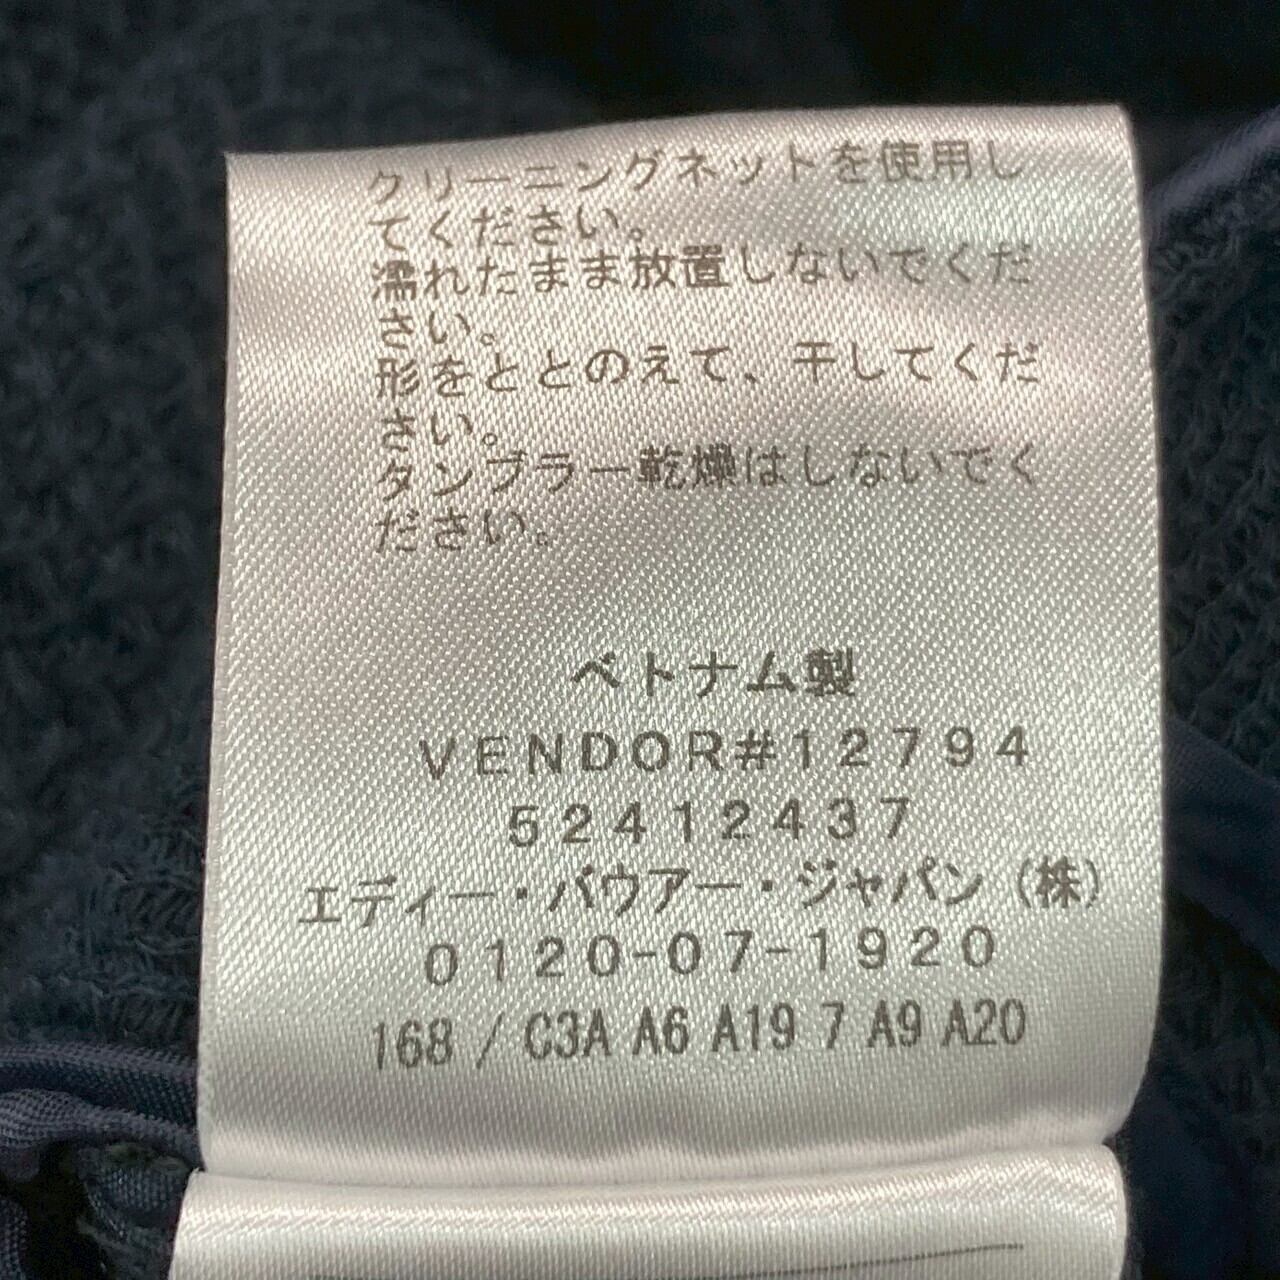 クリーニングネットを使用し
てください。
濡れたまま放置しないでくだ
さい。
形をととのえて、干してくだ
さい。
タンブラー乾燥はしないでく
ださい。
ベトナム製
VENDOR#12794
52412437
エディー・バウアー・ジャパン(株)
0120-07-1920
168 / C3A A6 A19 7 A9 A20